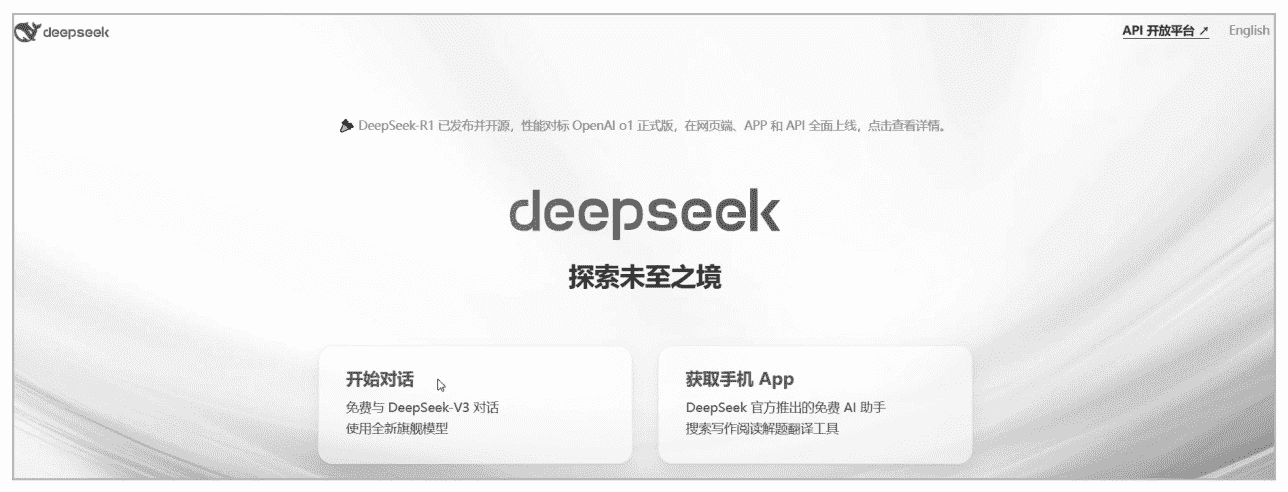 deepseek
API 开放平台 ↗ English
DeepSeek-R1 已发布并开源，性能对标 OpenAI o1 正式版，在网页端、APP 和 API 全面上线，点击查看详情。
deepseek
探索未至之境
开始对话
免费与 DeepSeek-V3 对话
使用全新旗舰模型
获取手机 App
DeepSeek 官方推出的免费 AI 助手
搜索写作阅读解题翻译工具